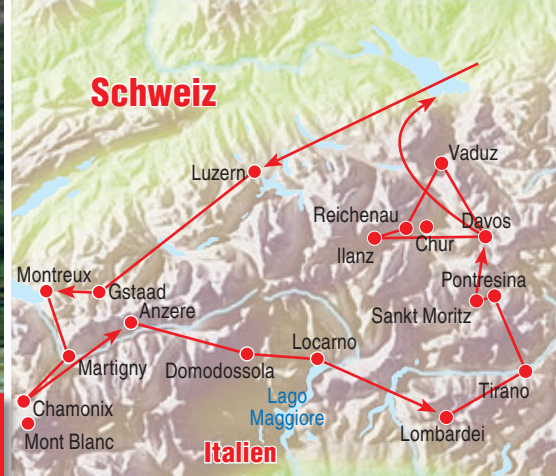 Schweiz
Vaduz
Luzern
Reichenau
Davos
Chur
Ilanz
Montreux
Pontresina
Gstaad
Anzere
Sankt Moritz
Locarno
Martigny
Domodossola
Tirano
Lago
Maggiore
Chamonix
Lombardei
Mont Blanc
Italien